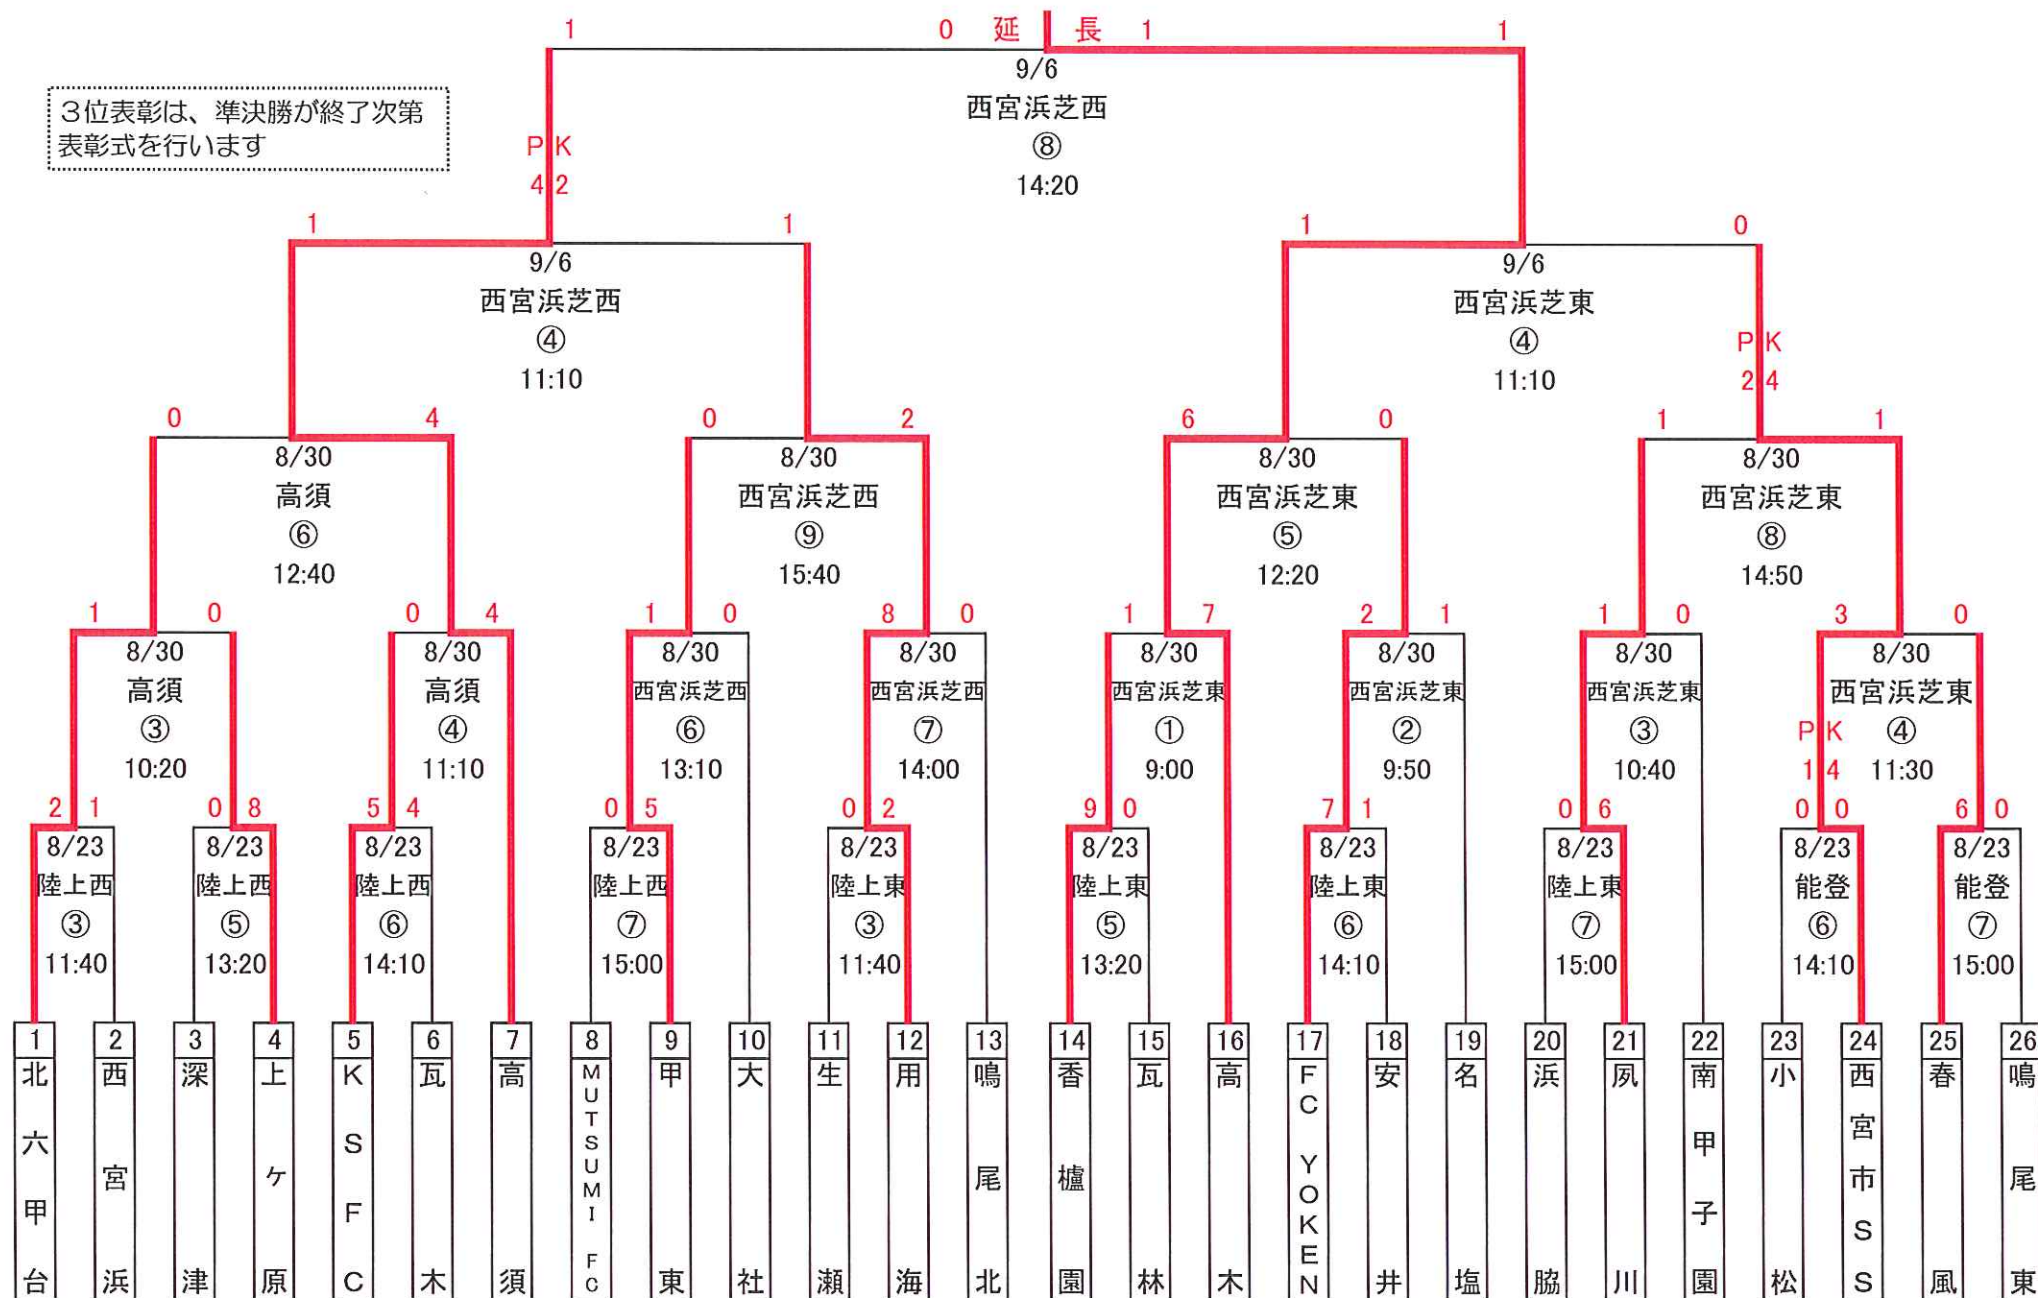 1 0 延 長 1 1
9/6
３位表彰は、準決勝が終了次第
表彰式を行います
西宮浜芝西
⑧
14:20
PK
42
1 1 1 0
9/6 9/6
西宮浜芝西 西宮浜芝東
④ ④
11:10 11:10
PK
24
0 4 0 2 6 0 1 1
8/30 8/30 8/30 8/30
高須 西宮浜芝西 西宮浜芝東 西宮浜芝東
⑥ ⑨ ⑤ ⑧
12:40 15:40 12:20 14:50
1 0 0 4 1 0 8 0 1 7 2 1 1 0 3 0
8/30 8/30 8/30 8/30 8/30 8/30 8/30 8/30
高須 高須 西宮浜芝西 西宮浜芝西 西宮浜芝東 西宮浜芝東 西宮浜芝東 西宮浜芝東
③ ④ ⑥ ⑦ ① ② ③ PK ④
10:20 11:10 13:10 14:00 9:00 9:50 10:40 14 11:30
2 1 0 8 5 4 0 5 0 2 9 0 7 1 0 6 0 0 6 0
8/23 8/23 8/23 8/23 8/23 8/23 8/23 8/23 8/23 8/23
陸上西 陸上西 陸上西 陸上西 陸上東 陸上東 陸上東 陸上東 能登 能登
③ ⑤ ⑥ ⑦ ③ ⑤ ⑥ ⑦ ⑥ ⑦
11:40 13:20 14:10 15:00 11:40 13:20 14:10 15:00 14:10 15:00
1 北六甲台
2 西宮浜
3 深津
4 上ヶ原
5 KSFC
6 瓦木
7 高須
8 MUTSUMI FC
9 甲東
10 大社
11 生瀬
12 用海
13 鳴尾北
14 香櫨園
15 瓦林
16 高木
17 FC YOKEN
18 安井
19 名塩
20 浜脇
21 夙川
22 南甲子園
23 小松
24 西宮市SS
25 春風
26 鳴尾東